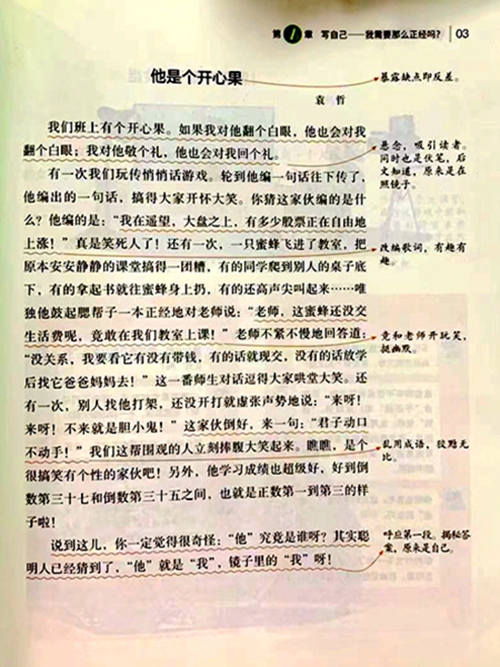 第1章 写自己——我需要那么正经吗? 03
他是个开心果
暴露缺点即反差。
袁哲
我们班上有个开心果。如果我对他翻个白眼，他也会对我
翻个白眼；我对他敬个礼，他也会对我回个礼。
悬念，吸引读者。
同时也是伏笔，后
文知道，原来是在
照镜子。
有一次我们玩传悄悄话游戏。轮到他编一句话往下传了，
他编出的一句话，搞得大家开怀大笑。你猜这家伙编的是什
么？他编的是：“我在遥望，大盘之上，有多少股票正在自由地
上涨！”真是笑死人了！还有一次，一只蜜蜂飞进了教室，把
改编歌词，有趣有
趣。
原本安安静静的课堂搞得一团糟，有的同学爬到别人的桌子底
下，有的拿起书就往蜜蜂身上扔，有的还高声尖叫起来……唯
独他鼓起腮帮子一本正经地对老师说：“老师，这蜜蜂还没交
生活费呢，竟敢在我们教室上课！”老师不紧不慢地回答道：
竟和老师开玩笑，
挺幽默。
“没关系，我要看它有没有带钱，有的话就现交，没有的话放学
后找它爸爸妈妈去！”这一番师生对话逗得大家哄堂大笑。还
有一次，别人找他打架，还没开打就虚张声势地说：“来呀！
来呀！不来就是胆小鬼！”这家伙倒好，来一句：“君子动口
不动手！”我们这帮围观的人立刻捧腹大笑起来。瞧瞧，是个
乱用成语，狡黠无
比。
很搞笑有个性的家伙吧！另外，他学习成绩也超级好，好到倒
数第三十七和倒数第三十五之间，也就是正数第一到第三的样
子啦！
说到这儿，你一定觉得很奇怪：“他”究竟是谁呀？其实聪
明人已经猜到了，“他”就是“我”，镜子里的“我”呀！
呼应第一段。揭秘答
案，原来是自己。